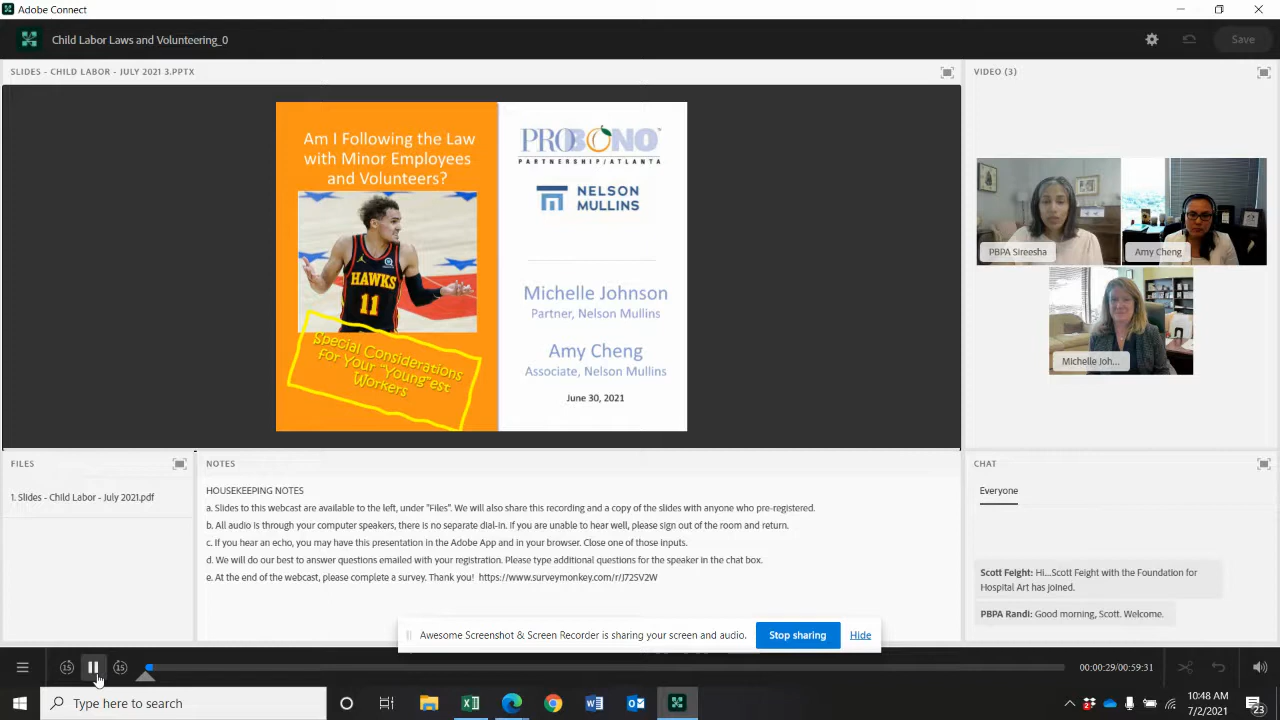 Adobe Connect
Child Labor Laws and Volunteering_0
Save
SLIDES - CHILD LABOR - JULY 2021 3.PPTX
VIDEO (3)
Am I Following the Law
with Minor Employees
and Volunteers?
HAWKS
11
Special Considerations
for Your "Young"est
Workers
PROBONO
PARTNERSHIP/ATLANTA
NELSON
MULLINS
Michelle Johnson
Partner, Nelson Mullins
Amy Cheng
Associate, Nelson Mullins
June 30, 2021
PBPA Sireesha
Amy Cheng
Michelle Joh...
FILES
1. Slides - Child Labor - July 2021.pdf
NOTES
HOUSEKEEPING NOTES
a. Slides to this webcast are available to the left, under "Files". We will also share this recording and a copy of the slides with anyone who pre-registered.
b. All audio is through your computer speakers, there is no separate dial-in. If you are unable to hear well, please sign out of the room and return.
c. If you hear an echo, you may have this presentation in the Adobe App and in your browser. Close one of those inputs.
d. We will do our best to answer questions emailed with your registration. Please type additional questions for the speaker in the chat box.
e. At the end of the webcast, please complete a survey. Thank you! https://www.surveymonkey.com/r/J72SV2W
CHAT
Everyone
Scott Feight: Hi...Scott Feight with the Foundation for
Hospital Art has joined.
PBPA Randi: Good morning, Scott. Welcome.
Awesome Screenshot & Screen Recorder is sharing your screen and audio.
Stop sharing
Hide
15
15
00:00:29/00:59:31
Type here to search
10:48 AM
7/2/2021
23